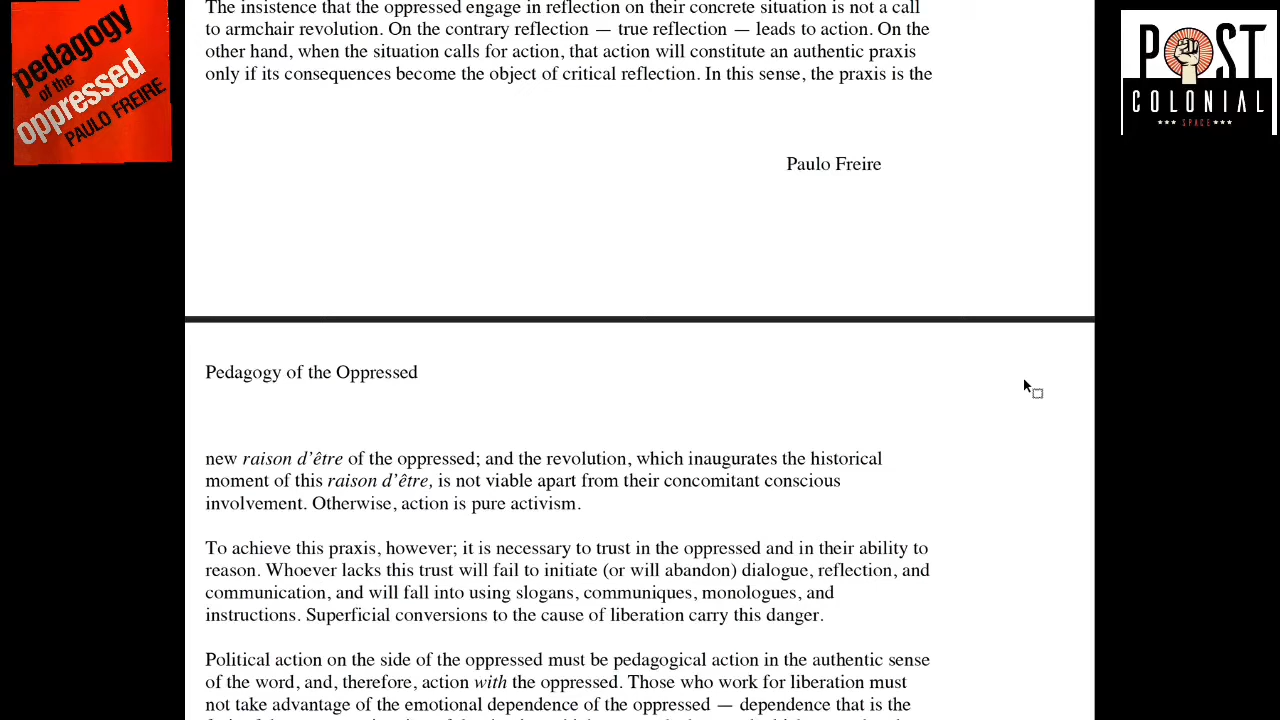 pedagogy
of the
oppressed
PAULO FREIRE
POST
COLONIAL
SPACE
The insistence that the oppressed engage in reflection on their concrete situation is not a call
to armchair revolution. On the contrary reflection — true reflection — leads to action. On the
other hand, when the situation calls for action, that action will constitute an authentic praxis
only if its consequences become the object of critical reflection. In this sense, the praxis is the
Paulo Freire
Pedagogy of the Oppressed
new raison d’être of the oppressed; and the revolution, which inaugurates the historical
moment of this raison d’être, is not viable apart from their concomitant conscious
involvement. Otherwise, action is pure activism.
To achieve this praxis, however; it is necessary to trust in the oppressed and in their ability to
reason. Whoever lacks this trust will fail to initiate (or will abandon) dialogue, reflection, and
communication, and will fall into using slogans, communiques, monologues, and
instructions. Superficial conversions to the cause of liberation carry this danger.
Political action on the side of the oppressed must be pedagogical action in the authentic sense
of the word, and, therefore, action with the oppressed. Those who work for liberation must
not take advantage of the emotional dependence of the oppressed — dependence that is the